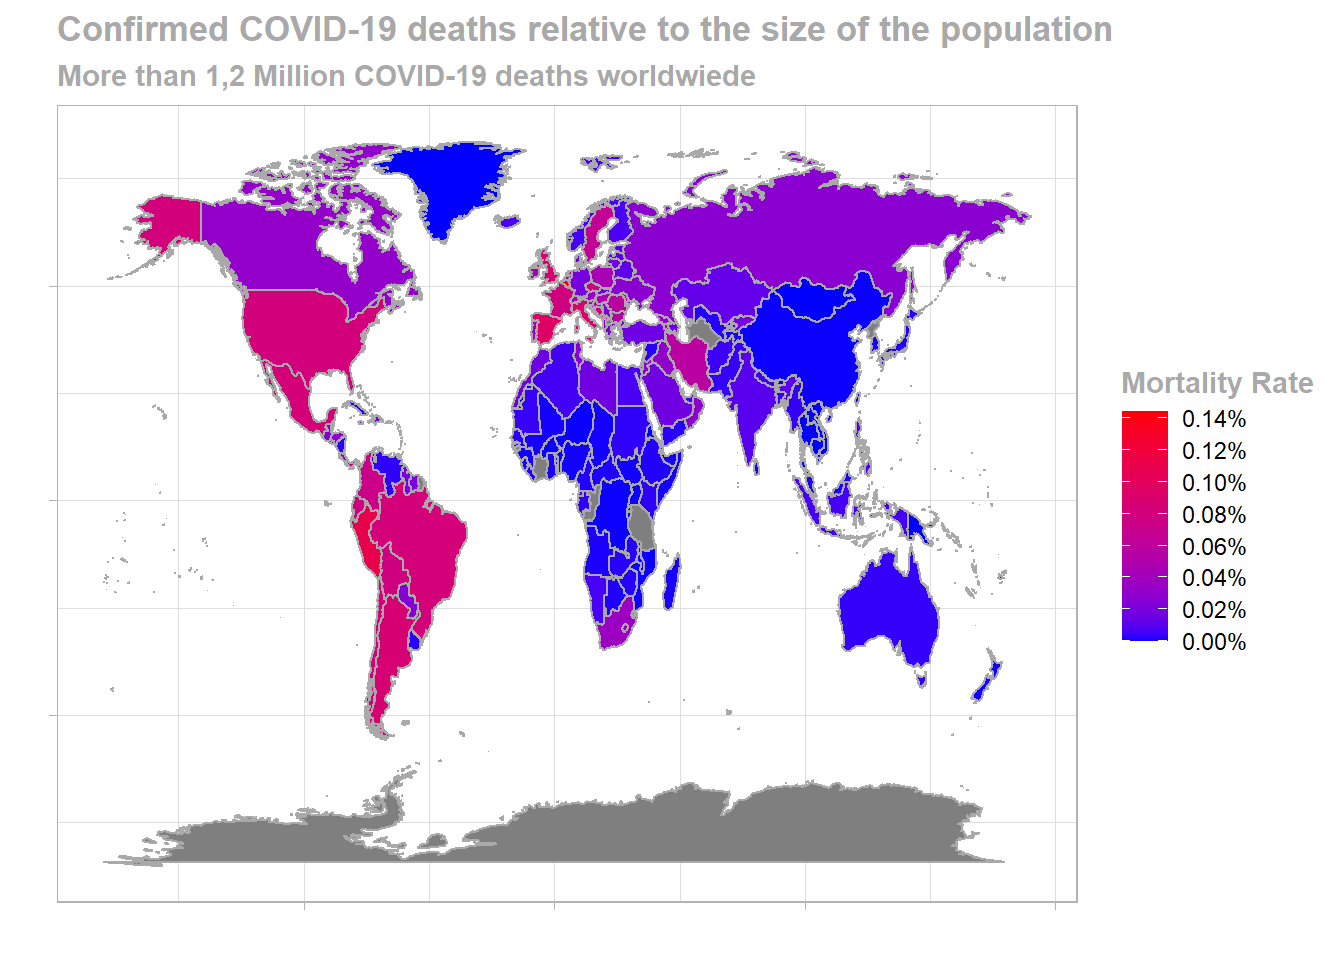 Confirmed COVID-19 deaths relative to the size of the population
More than 1,2 Million COVID-19 deaths worldwiede
Mortality Rate
0.14%
0.12%
0.10%
0.08%
0.06%
0.04%
0.02%
0.00%